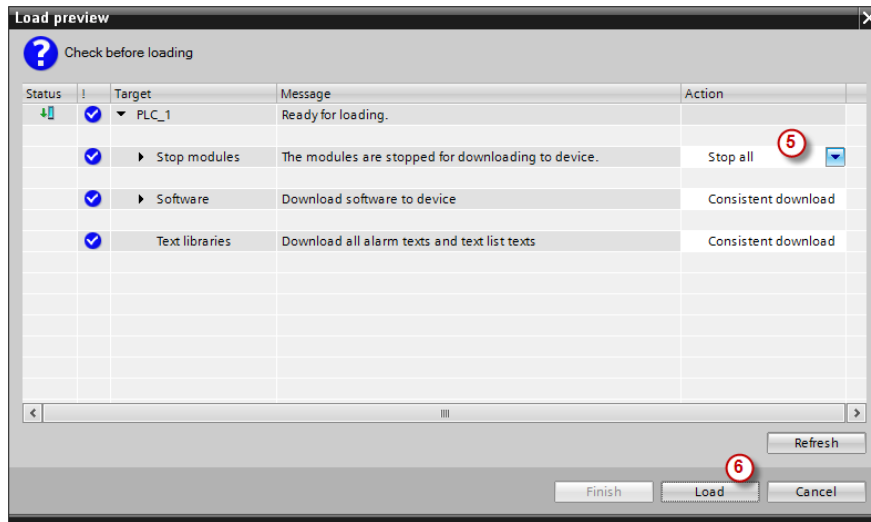 Load preview
Check before loading
Status ! Target Message Action
PLC_1 Ready for loading.
5
Stop modules The modules are stopped for downloading to device. Stop all
Software Download software to device Consistent download
Text libraries Download all alarm texts and text list texts Consistent download
Refresh
6
Finish Load Cancel